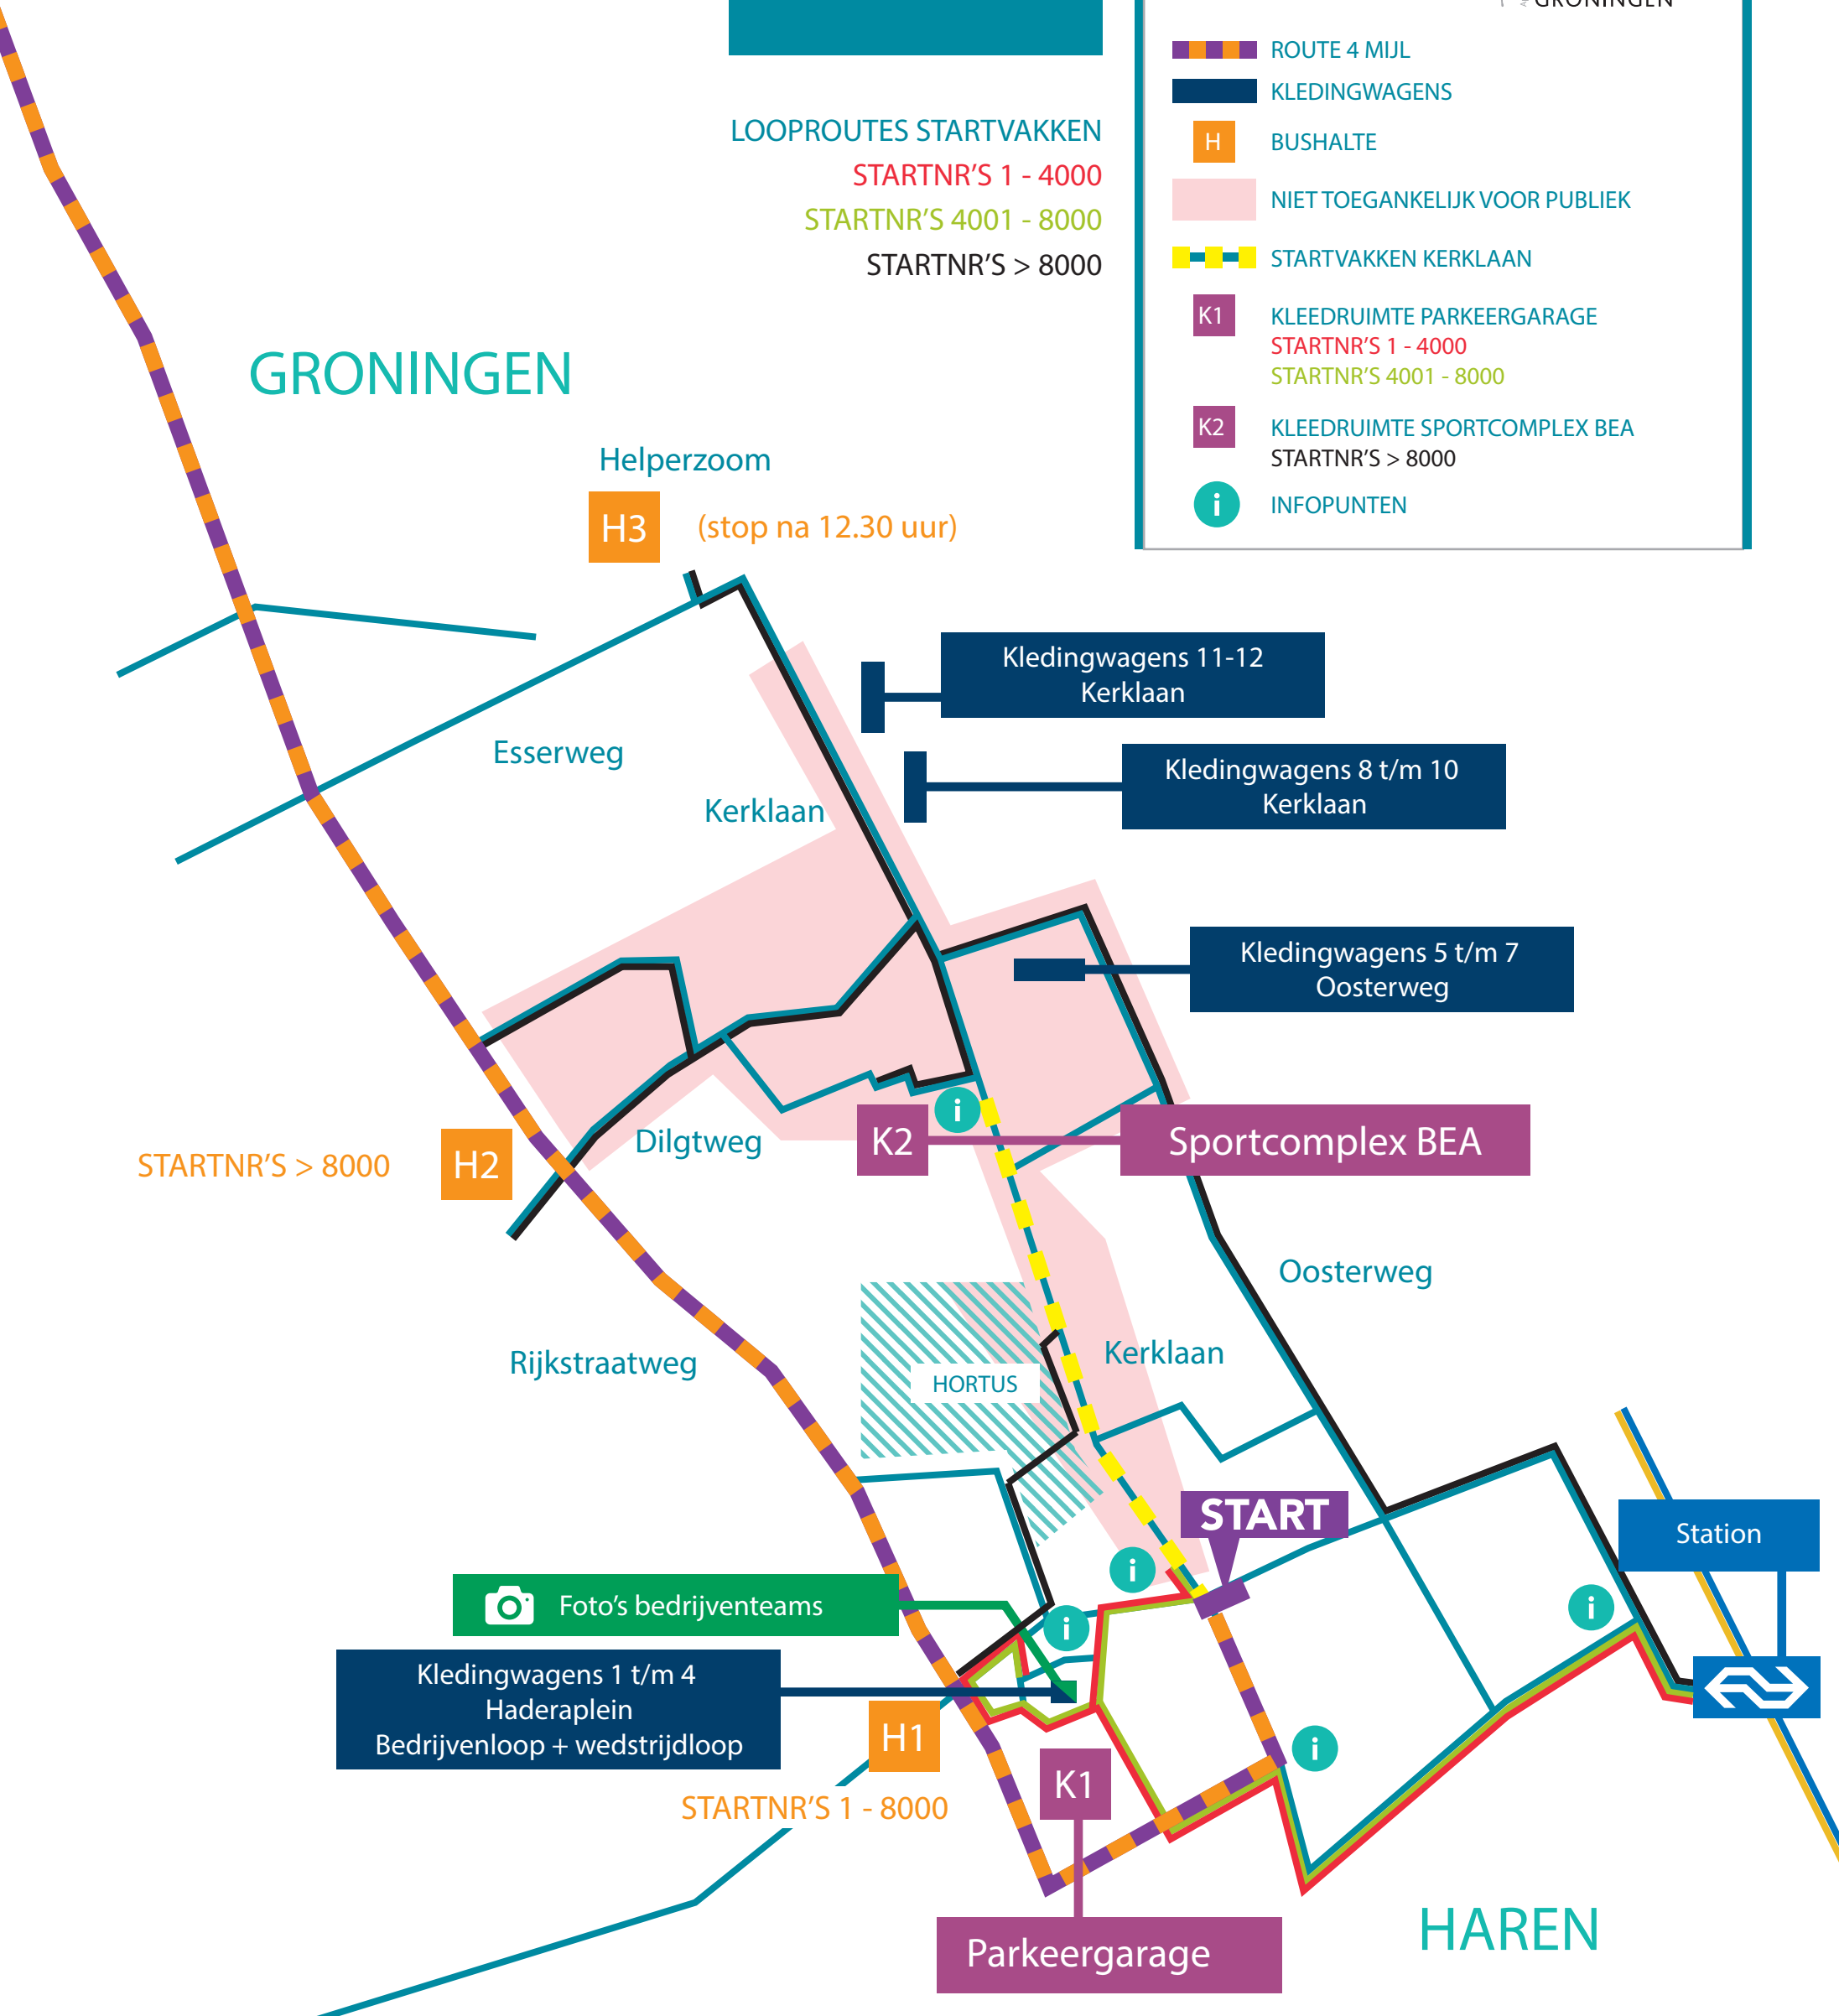 GRONINGEN
ROUTE 4 MIJL
KLEDINGWAGENS
H
BUSHALTE
NIET TOEGANKELIJK VOOR PUBLIEK
STARTVAKKEN KERKLAAN
K1
KLEEDRUIMTE PARKEERGARAGE
STARTNR'S 1 - 4000
STARTNR'S 4001 - 8000
K2
KLEEDRUIMTE SPORTCOMPLEX BEA
STARTNR'S > 8000
i
INFOPUNTEN
LOOPROUTES STARTVAKKEN
STARTNR'S 1 - 4000
STARTNR'S 4001 - 8000
STARTNR'S > 8000
GRONINGEN
Helperzoom
H3
(stop na 12.30 uur)
Kledingwagens 11-12
Kerklaan
Esserweg
Kledingwagens 8 t/m 10
Kerklaan
Kerklaan
Kledingwagens 5 t/m 7
Oosterweg
i
Dilgtweg
K2
Sportcomplex BEA
STARTNR'S > 8000
H2
Oosterweg
Rijkstraatweg
Kerklaan
HORTUS
START
Station
i
Foto's bedrijventeams
i
i
Kledingwagens 1 t/m 4
Haderaplein
Bedrijvenloop + wedstrijdloop
H1
i
K1
STARTNR'S 1 - 8000
HAREN
Parkeergarage